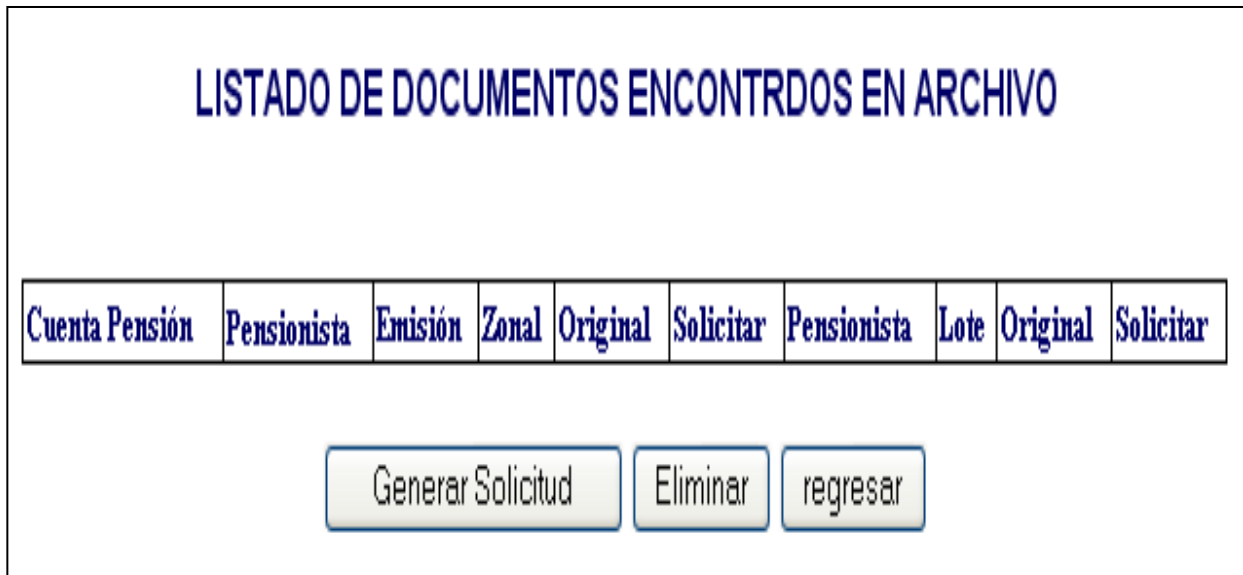 LISTADO DE DOCUMENTOS ENCONTRDOS EN ARCHIVO
Cuenta Pensión Pensionista Emisión Zonal Original Solicitar Pensionista Lote Original Solicitar
Generar Solicitud Eliminar regresar